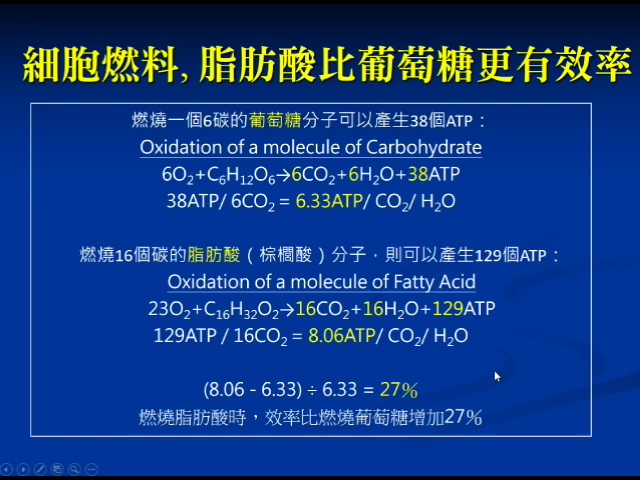 細胞燃料, 脂肪酸比葡萄糖更有效率
燃燒一個6碳的葡萄糖分子可以產生38個ATP：
Oxidation of a molecule of Carbohydrate
6O₂+C₆H₁₂O₆→6CO₂+6H₂O+38ATP
38ATP/ 6CO₂ = 6.33ATP/ CO₂/ H₂O
燃燒16個碳的脂肪酸（棕櫚酸）分子，則可以產生129個ATP：
Oxidation of a molecule of Fatty Acid
23O₂+C₁₆H₃₂O₂→16CO₂+16H₂O+129ATP
129ATP / 16CO₂ = 8.06ATP/ CO₂/ H₂O
(8.06 - 6.33) ÷ 6.33 = 27%
燃燒脂肪酸時，效率比燃燒葡萄糖增加27%